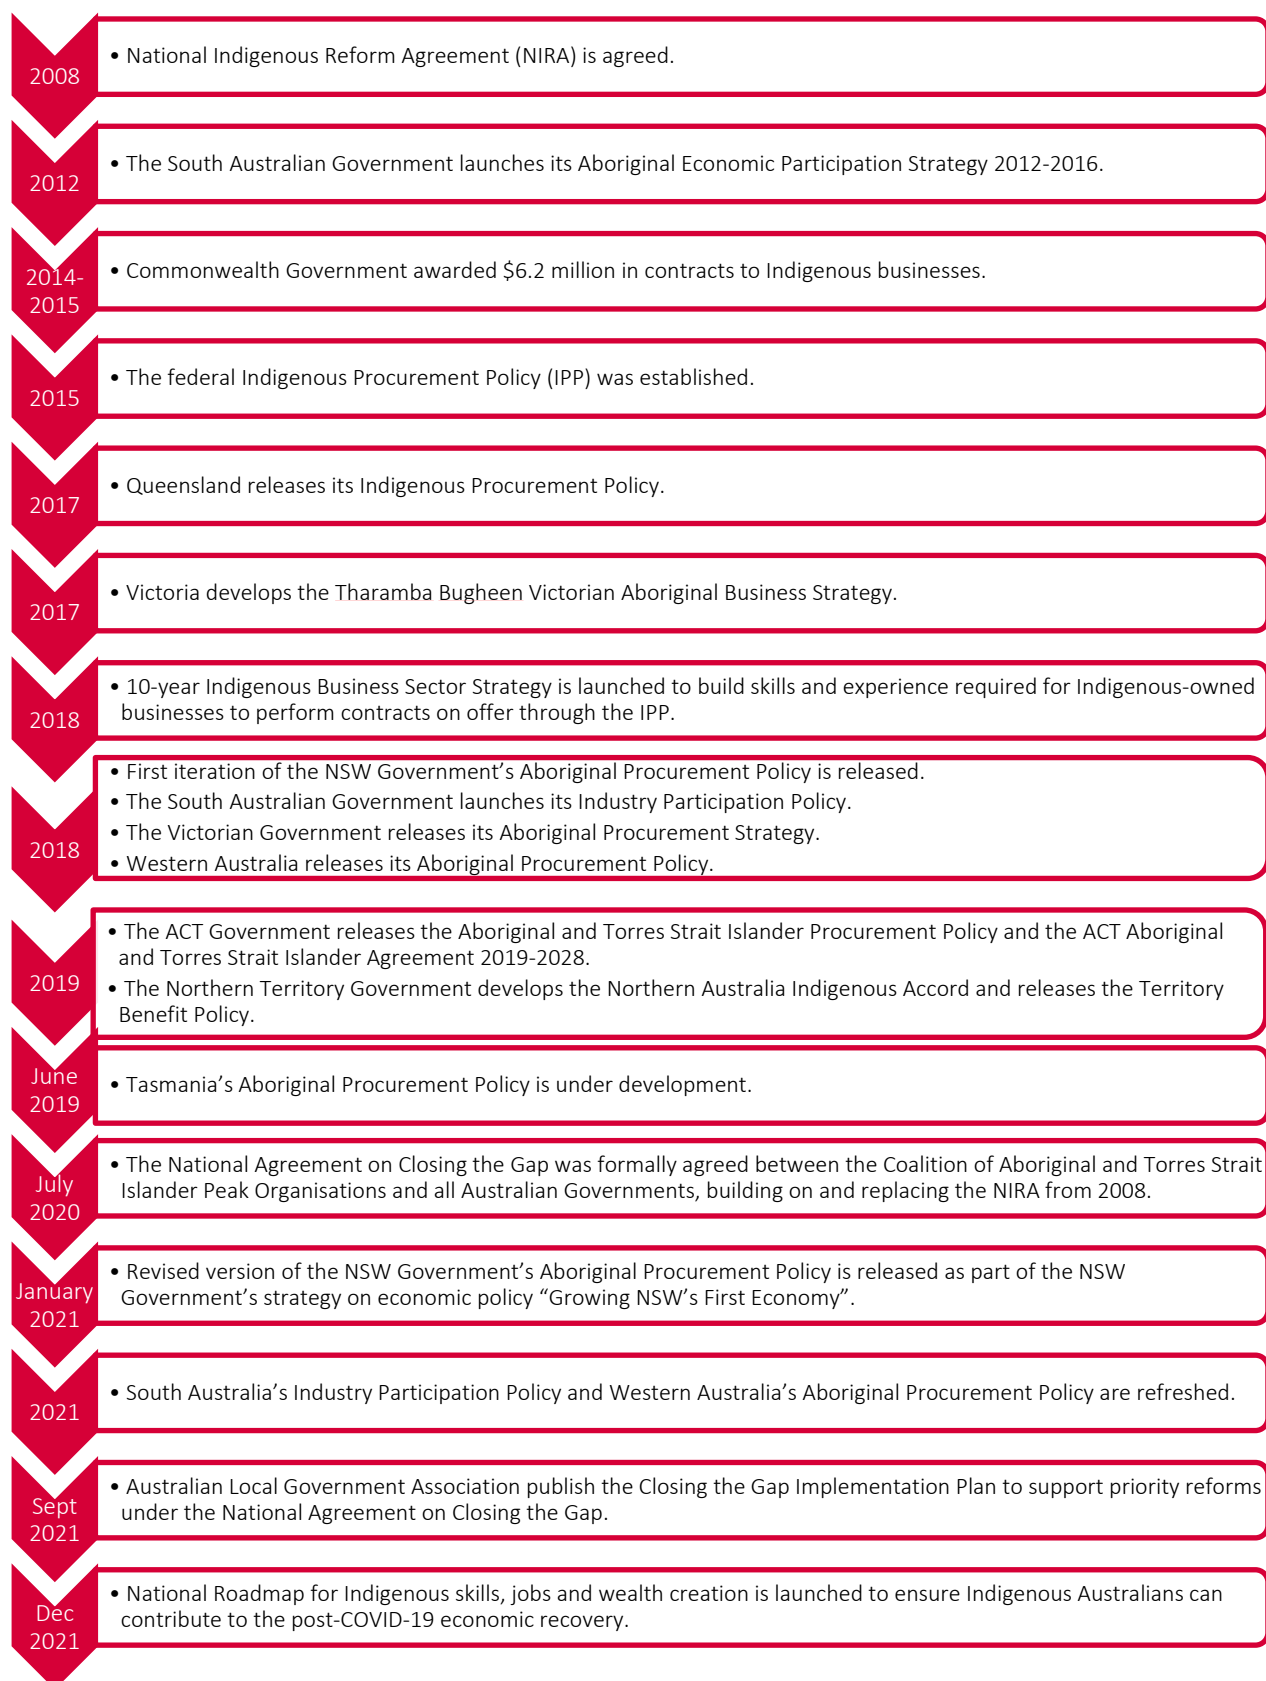 2008
• National Indigenous Reform Agreement (NIRA) is agreed.
2012
• The South Australian Government launches its Aboriginal Economic Participation Strategy 2012-2016.
2014-
2015
• Commonwealth Government awarded $6.2 million in contracts to Indigenous businesses.
2015
• The federal Indigenous Procurement Policy (IPP) was established.
2017
• Queensland releases its Indigenous Procurement Policy.
2017
• Victoria develops the Tharamba Bugheen Victorian Aboriginal Business Strategy.
2018
• 10-year Indigenous Business Sector Strategy is launched to build skills and experience required for Indigenous-owned
businesses to perform contracts on offer through the IPP.
2018
• First iteration of the NSW Government’s Aboriginal Procurement Policy is released.
• The South Australian Government launches its Industry Participation Policy.
• The Victorian Government releases its Aboriginal Procurement Strategy.
• Western Australia releases its Aboriginal Procurement Policy.
2019
• The ACT Government releases the Aboriginal and Torres Strait Islander Procurement Policy and the ACT Aboriginal
and Torres Strait Islander Agreement 2019-2028.
• The Northern Territory Government develops the Northern Australia Indigenous Accord and releases the Territory
Benefit Policy.
June
2019
• Tasmania’s Aboriginal Procurement Policy is under development.
July
2020
• The National Agreement on Closing the Gap was formally agreed between the Coalition of Aboriginal and Torres Strait
Islander Peak Organisations and all Australian Governments, building on and replacing the NIRA from 2008.
January
2021
• Revised version of the NSW Government’s Aboriginal Procurement Policy is released as part of the NSW
Government’s strategy on economic policy “Growing NSW’s First Economy”.
2021
• South Australia’s Industry Participation Policy and Western Australia’s Aboriginal Procurement Policy are refreshed.
Sept
2021
• Australian Local Government Association publish the Closing the Gap Implementation Plan to support priority reforms
under the National Agreement on Closing the Gap.
Dec
2021
• National Roadmap for Indigenous skills, jobs and wealth creation is launched to ensure Indigenous Australians can
contribute to the post-COVID-19 economic recovery.